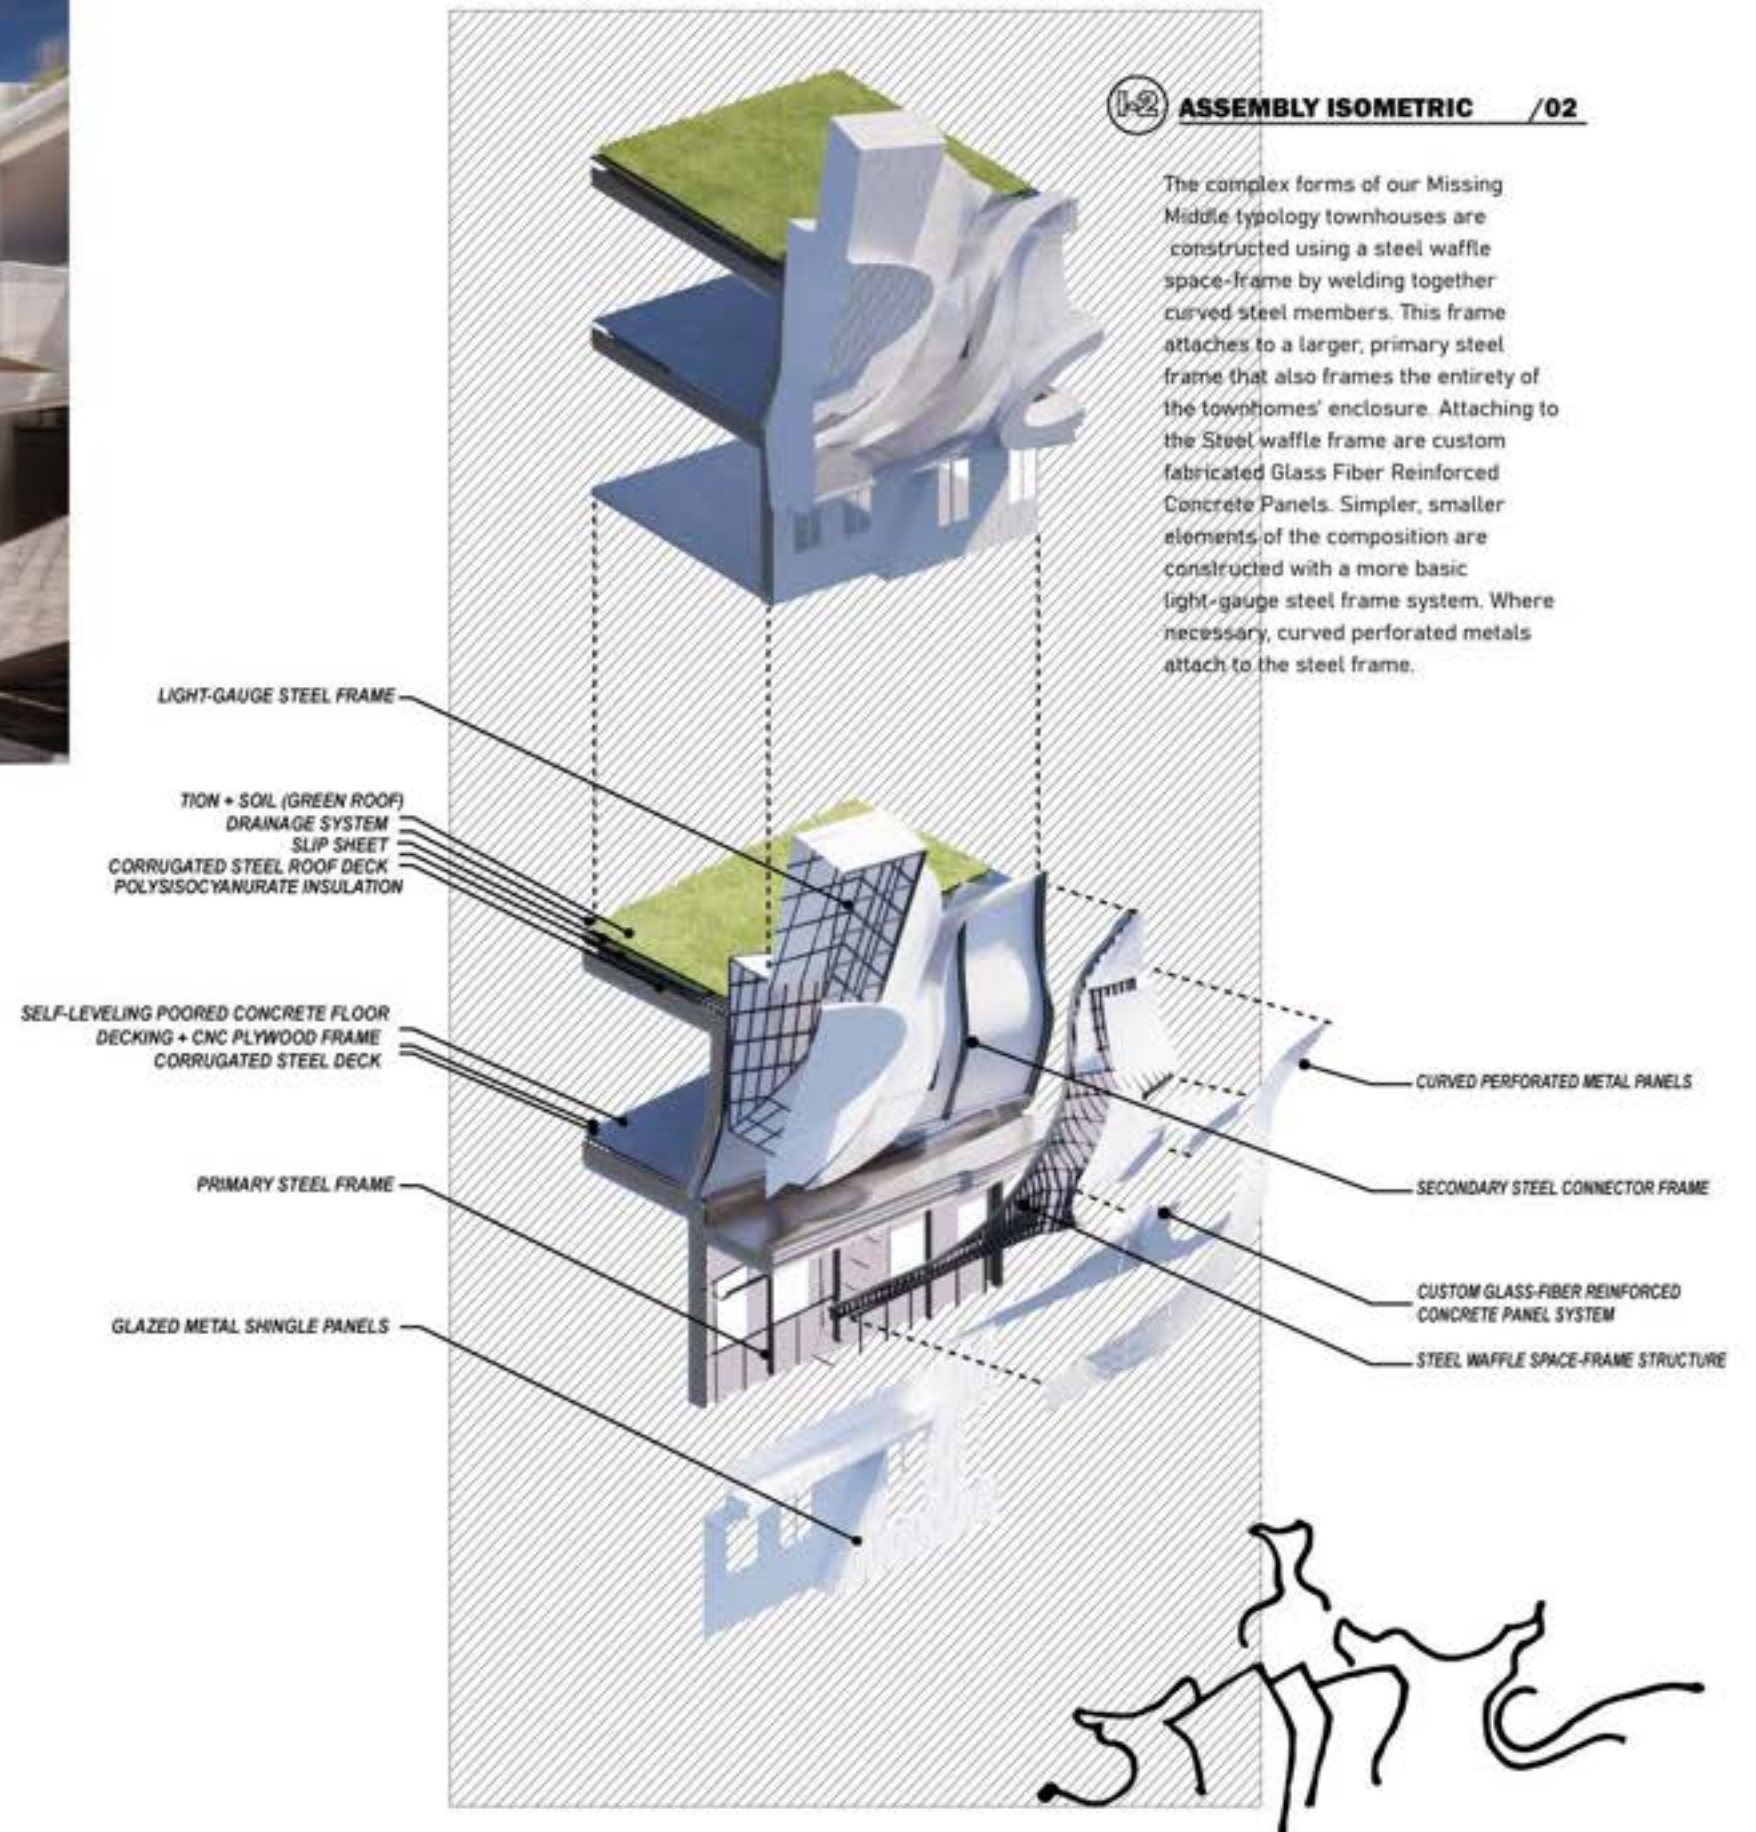 1-2 ASSEMBLY ISOMETRIC /02
The complex forms of our Missing
Middle typology townhouses are
constructed using a steel waffle
space-frame by welding together
curved steel members. This frame
attaches to a larger, primary steel
frame that also frames the entirety of
the townhomes' enclosure. Attaching to
the Steel waffle frame are custom
fabricated Glass Fiber Reinforced
Concrete Panels. Simpler, smaller
elements of the composition are
constructed with a more basic
light-gauge steel frame system. Where
necessary, curved perforated metals
attach to the steel frame.
LIGHT-GAUGE STEEL FRAME
TION + SOIL (GREEN ROOF)
DRAINAGE SYSTEM
SLIP SHEET
CORRUGATED STEEL ROOF DECK
POLYSISOCYANURATE INSULATION
SELF-LEVELING POORED CONCRETE FLOOR
DECKING + CNC PLYWOOD FRAME
CORRUGATED STEEL DECK
PRIMARY STEEL FRAME
GLAZED METAL SHINGLE PANELS
CURVED PERFORATED METAL PANELS
SECONDARY STEEL CONNECTOR FRAME
CUSTOM GLASS-FIBER REINFORCED
CONCRETE PANEL SYSTEM
STEEL WAFFLE SPACE-FRAME STRUCTURE